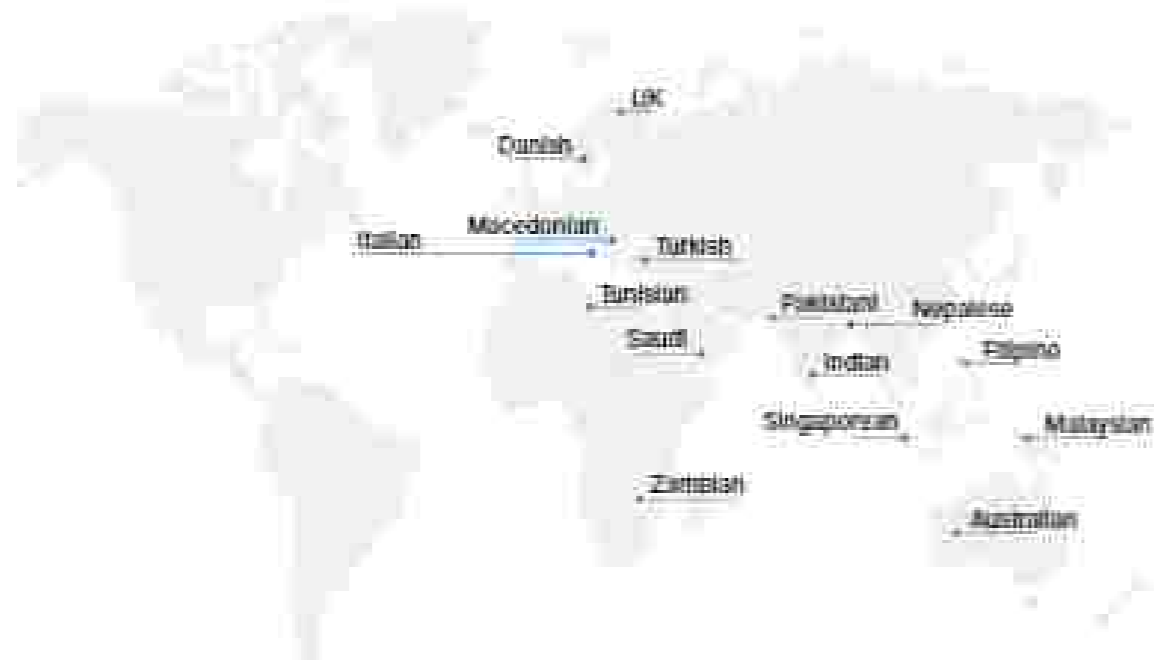 UK
Danish
Macedonian
Italian
Turkish
Tunisian
Pakistani
Nepalese
Saudi
Filipino
Indian
Singaporean
Malaysian
Zambian
Australian